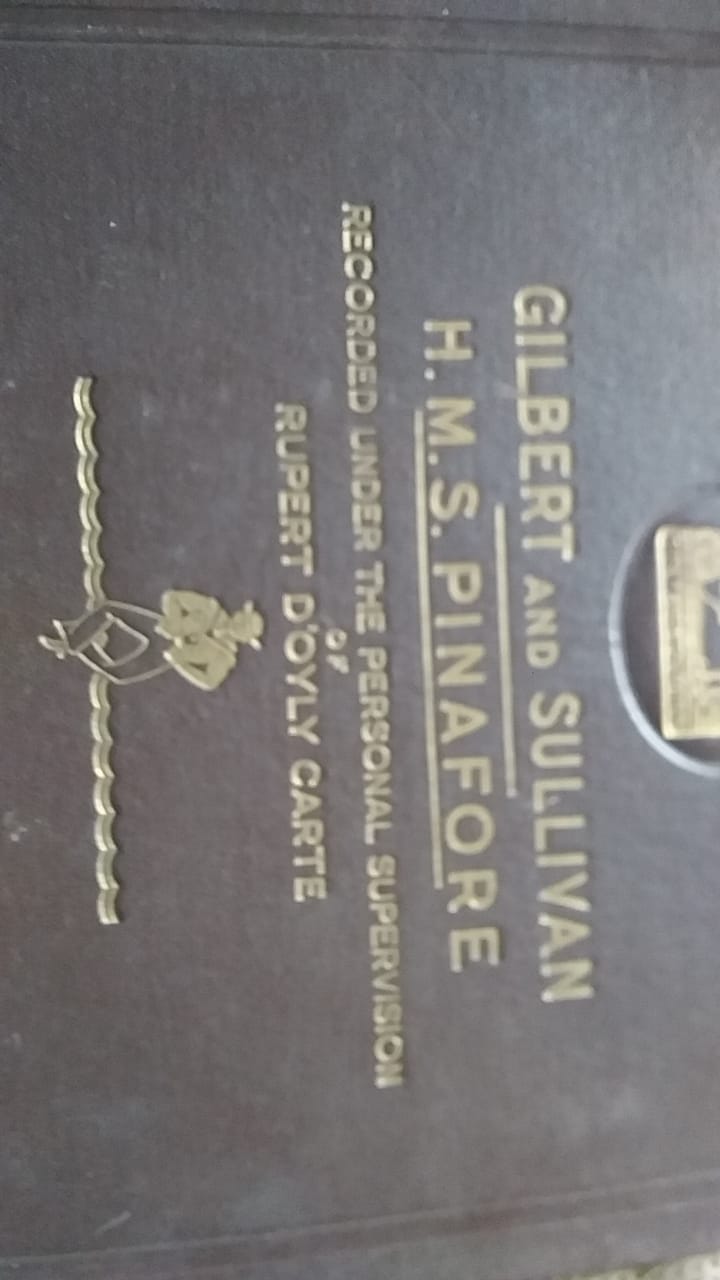 GILBERT AND SULLIVAN
H. M. S. PINAFORE
RECORDED UNDER THE PERSONAL SUPERVISION
OF
RUPERT D'OYLY CARTE